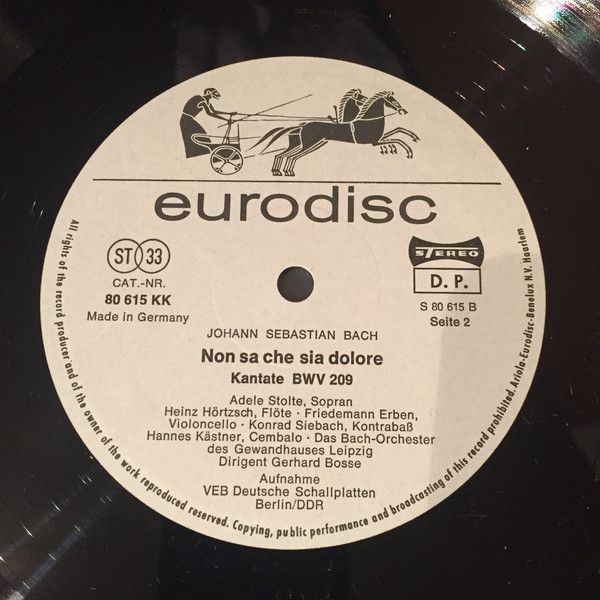 eurodisc
ST 33
CAT.-NR.
80 615 KK
Made in Germany
STEREO
D. P.
S 80 615 B
Seite 2
JOHANN SEBASTIAN BACH
Non sa che sia dolore
Kantate BWV 209
Adele Stolte, Sopran
Heinz Hörtzsch, Flöte · Friedemann Erben,
Violoncello · Konrad Siebach, Kontrabaß
Hannes Kästner, Cembalo · Das Bach-Orchester
des Gewandhauses Leipzig
Dirigent Gerhard Bosse
Aufnahme
VEB Deutsche Schallplatten
Berlin/DDR
All rights of the record producer and of the owner of the work reproduced reserved. Copying, public performance and broadcasting of this record prohibited. Ariola-Eurodisc-Benelux N.V. Haarlem